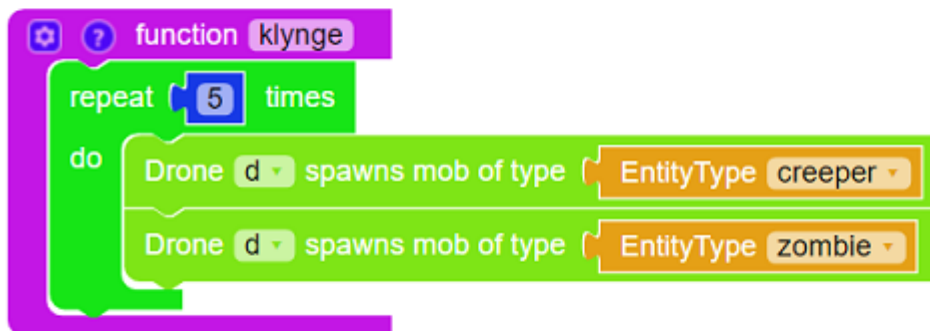 ? function klynge
repeat 5 times
do Drone d spawns mob of type EntityType creeper
Drone d spawns mob of type EntityType zombie